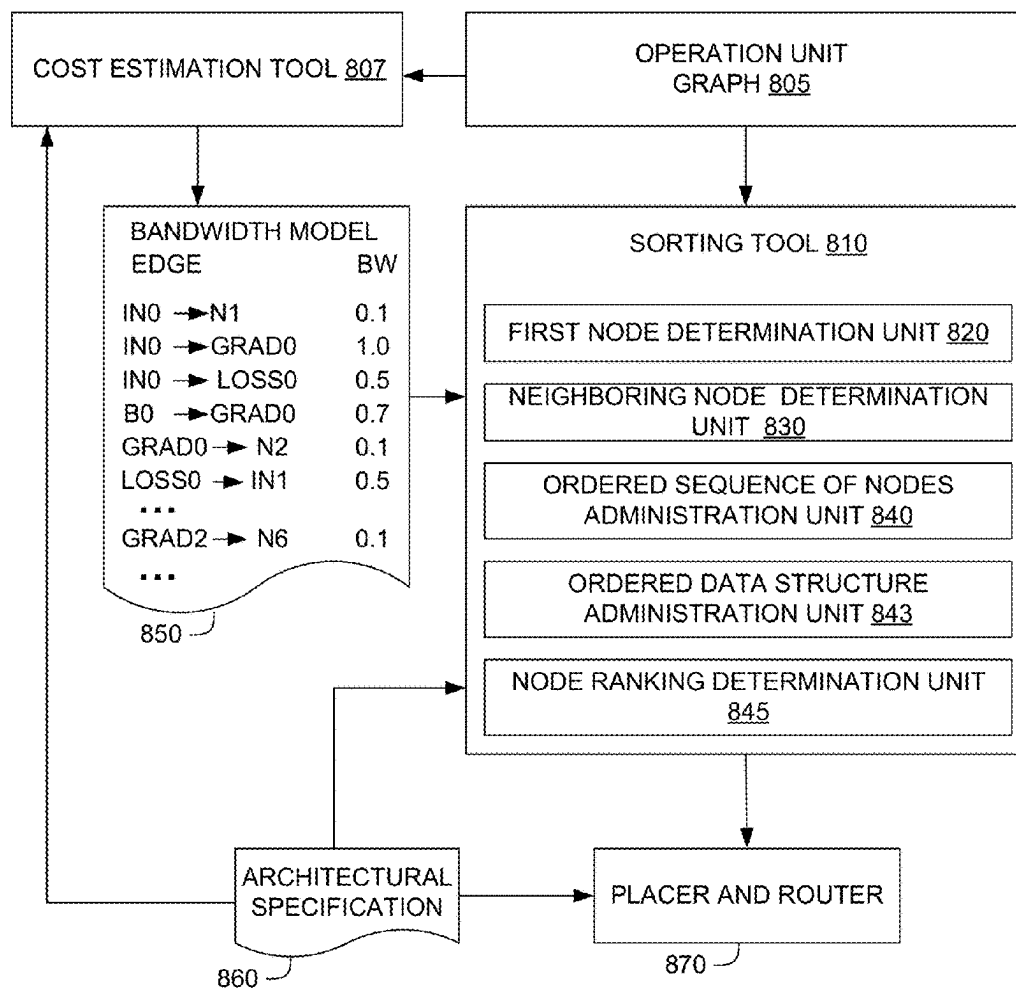 COST ESTIMATION TOOL 807
OPERATION UNIT
GRAPH 805
BANDWIDTH MODEL
EDGE BW
IN0 → N1 0.1
IN0 → GRAD0 1.0
IN0 → LOSS0 0.5
B0 → GRAD0 0.7
GRAD0 → N2 0.1
LOSS0 → IN1 0.5
...
GRAD2 → N6 0.1
...
850
SORTING TOOL 810
FIRST NODE DETERMINATION UNIT 820
NEIGHBORING NODE DETERMINATION
UNIT 830
ORDERED SEQUENCE OF NODES
ADMINISTRATION UNIT 840
ORDERED DATA STRUCTURE
ADMINISTRATION UNIT 843
NODE RANKING DETERMINATION UNIT
845
ARCHITECTURAL
SPECIFICATION
860
PLACER AND ROUTER
870